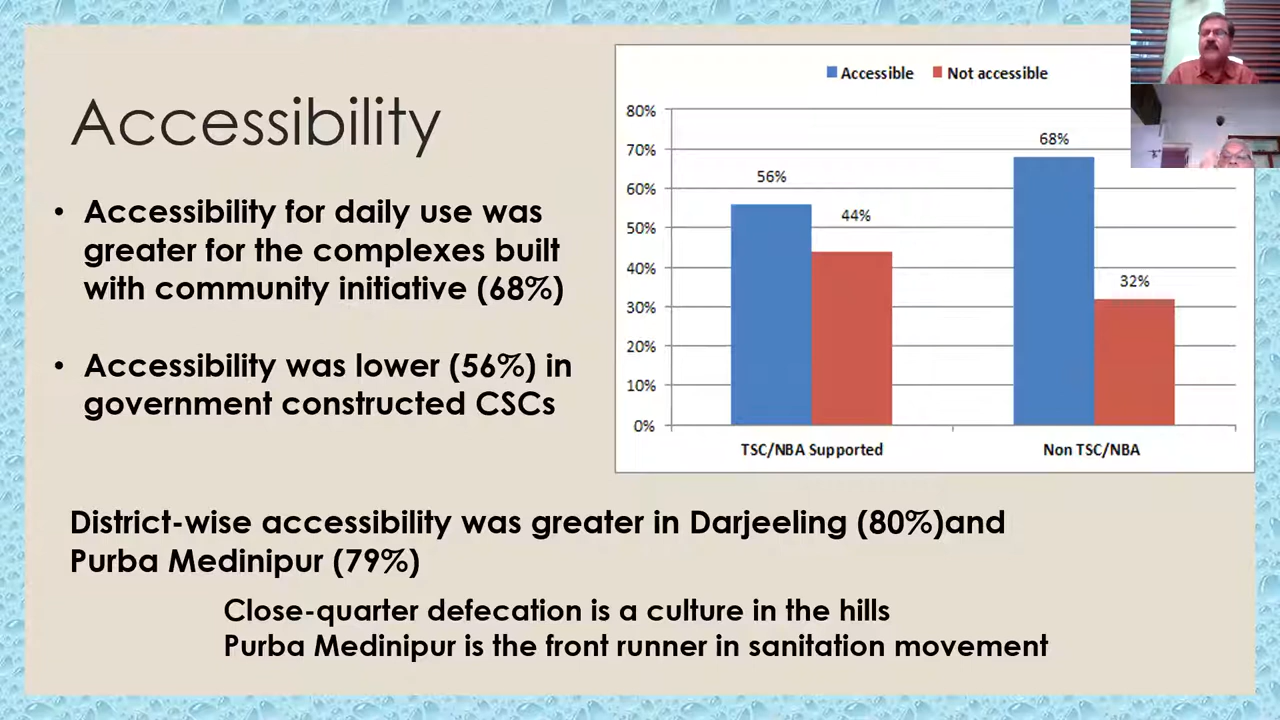 Accessibility
• Accessibility for daily use was
greater for the complexes built
with community initiative (68%)
• Accessibility was lower (56%) in
government constructed CSCs
Accessible Not accessible
80%
70%
60%
50%
40%
30%
20%
10%
0%
56%
44%
68%
32%
TSC/NBA Supported
Non TSC/NBA
District-wise accessibility was greater in Darjeeling (80%)and
Purba Medinipur (79%)
Close-quarter defecation is a culture in the hills
Purba Medinipur is the front runner in sanitation movement